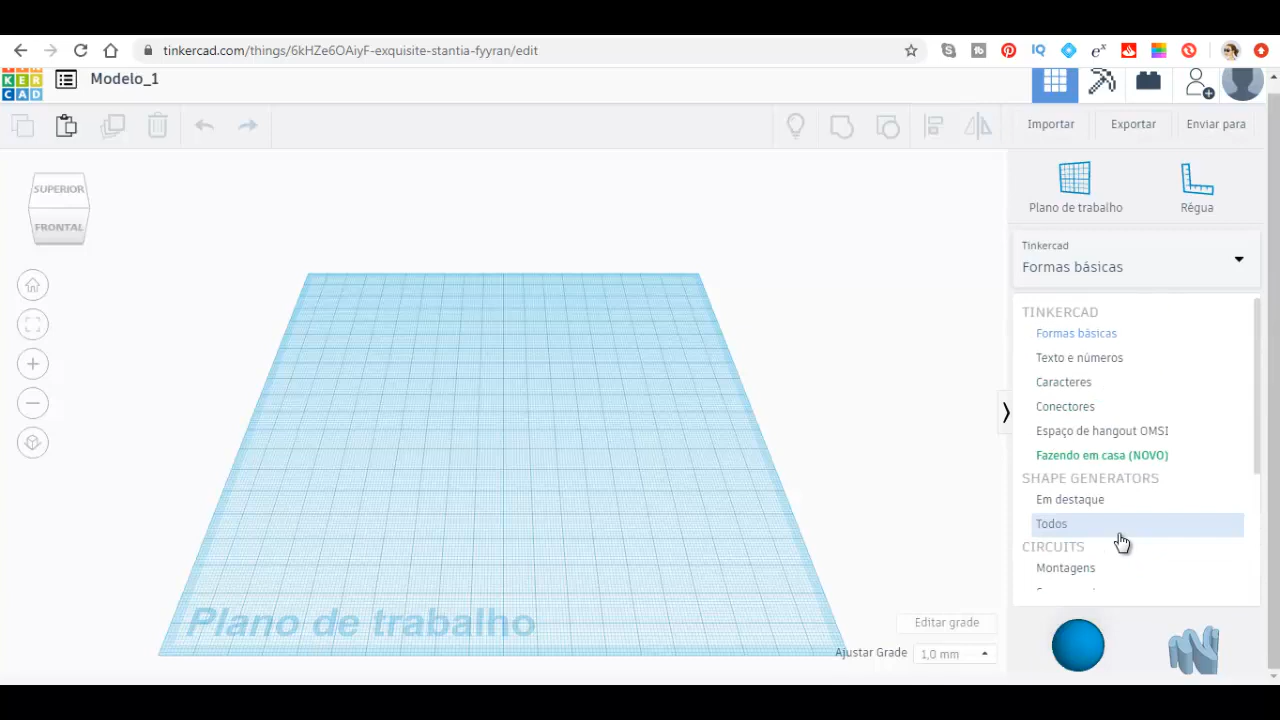 tinkercad.com/things/6kHZe6OAiyF-exquisite-stantia-fyyran/edit
KER
CAD
Modelo_1
Importar
Exportar
Enviar para
SUPERIOR
FRONTAL
Plano de trabalho
Régua
Tinkercad
Formas básicas
TINKERCAD
Formas básicas
Texto e números
Caracteres
Conectores
Espaço de hangout OMSI
Fazendo em casa (NOVO)
SHAPE GENERATORS
Em destaque
Todos
CIRCUITS
Montagens
Plano de trabalho
Editar grade
Ajustar Grade
1,0 mm